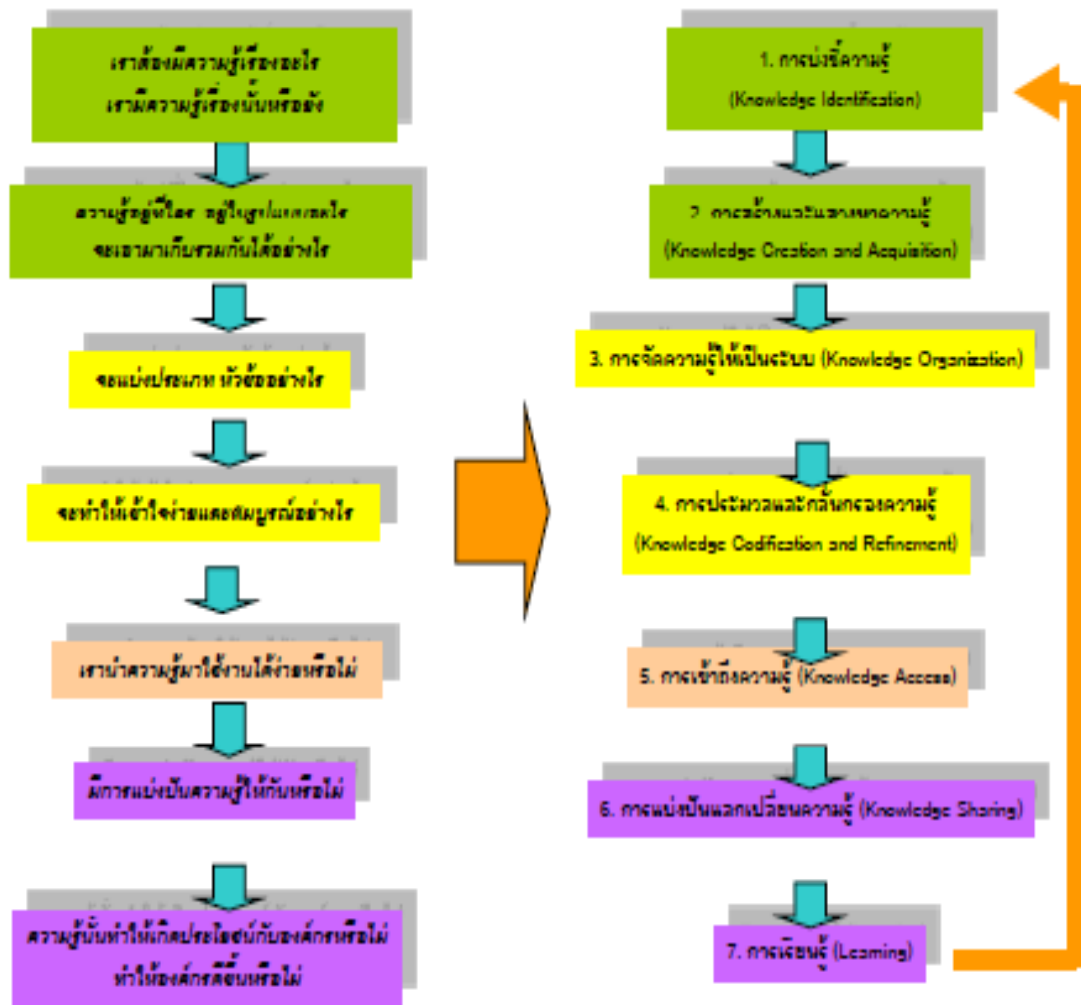 เราต้องมีความรู้เรื่องอะไร
เรามีความรู้เรื่องนั้นหรือยัง
ความรู้อยู่ที่ใคร อยู่ในรูปแบบอะไร
จะเอามาเก็บรวมกันได้อย่างไร
จะแบ่งประเภท หัวข้ออย่างไร
จะทำให้เข้าใจง่ายและสมบูรณ์อย่างไร
เรานำความรู้มาใช้งานได้ง่ายหรือไม่
มีการแบ่งปันความรู้ให้กันหรือไม่
ความรู้นั้นทำให้เกิดประโยชน์กับองค์กรหรือไม่
ทำให้องค์กรดีขึ้นหรือไม่
1. การบ่งชี้ความรู้
(Knowledge Identification)
2. การสร้างและแสวงหาความรู้
(Knowledge Creation and Acquisition)
3. การจัดความรู้ให้เป็นระบบ (Knowledge Organization)
4. การประมวลและกลั่นกรองความรู้
(Knowledge Codification and Refinement)
5. การเข้าถึงความรู้ (Knowledge Access)
6. การแบ่งปันแลกเปลี่ยนความรู้ (Knowledge Sharing)
7. การเรียนรู้ (Learning)